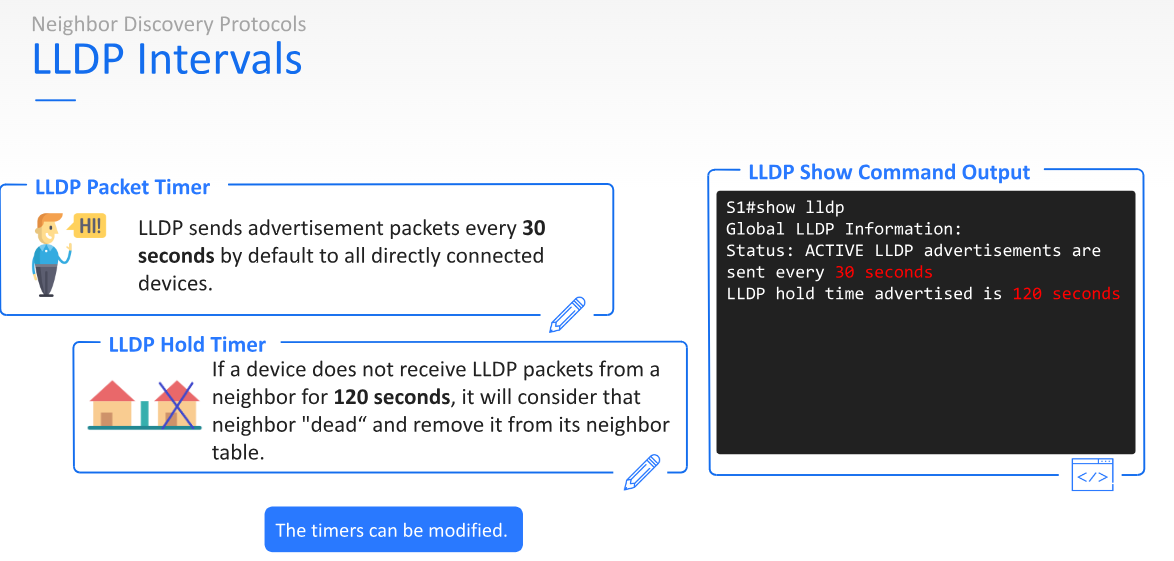 Neighbor Discovery Protocols
LLDP Intervals
LLDP Packet Timer
HI!
LLDP sends advertisement packets every 30
seconds by default to all directly connected
devices.
LLDP Hold Timer
If a device does not receive LLDP packets from a
neighbor for 120 seconds, it will consider that
neighbor "dead“ and remove it from its neighbor
table.
The timers can be modified.
LLDP Show Command Output
S1#show lldp
Global LLDP Information:
Status: ACTIVE LLDP advertisements are
sent every 30 seconds
LLDP hold time advertised is 120 seconds
</>